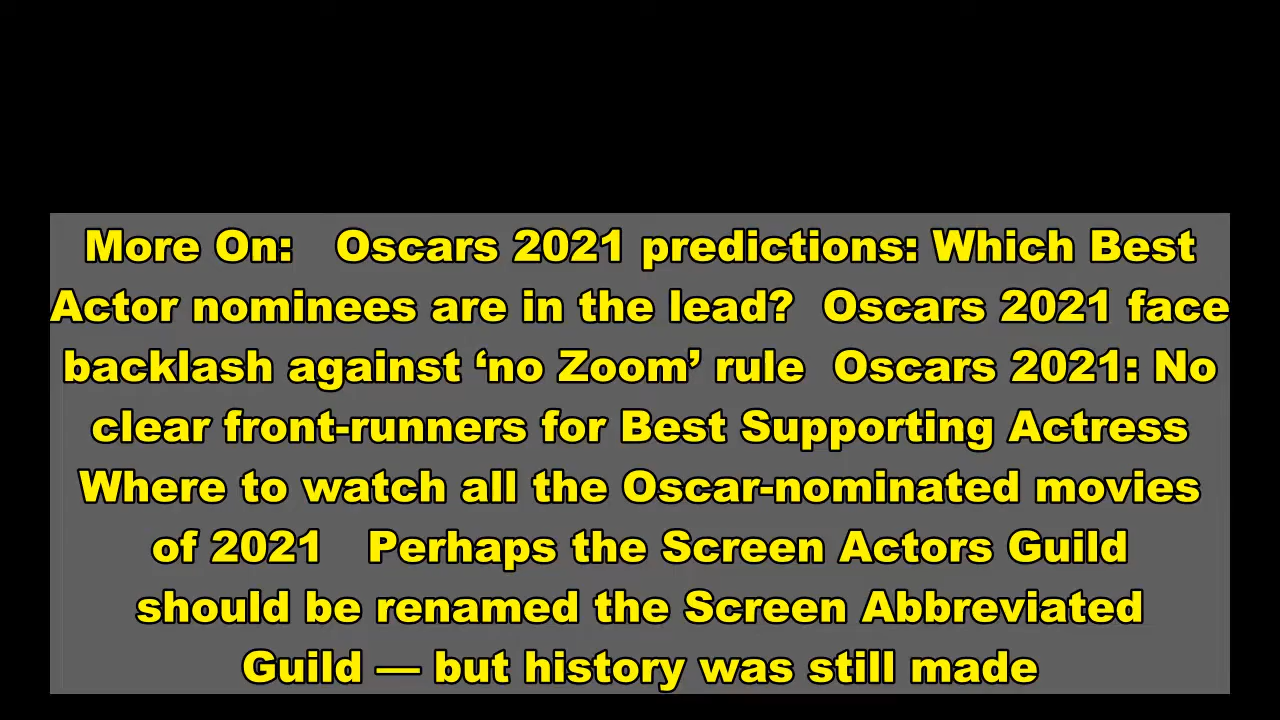 More On: Oscars 2021 predictions: Which Best
Actor nominees are in the lead? Oscars 2021 face
backlash against ‘no Zoom’ rule Oscars 2021: No
clear front-runners for Best Supporting Actress
Where to watch all the Oscar-nominated movies
of 2021 Perhaps the Screen Actors Guild
should be renamed the Screen Abbreviated
Guild — but history was still made